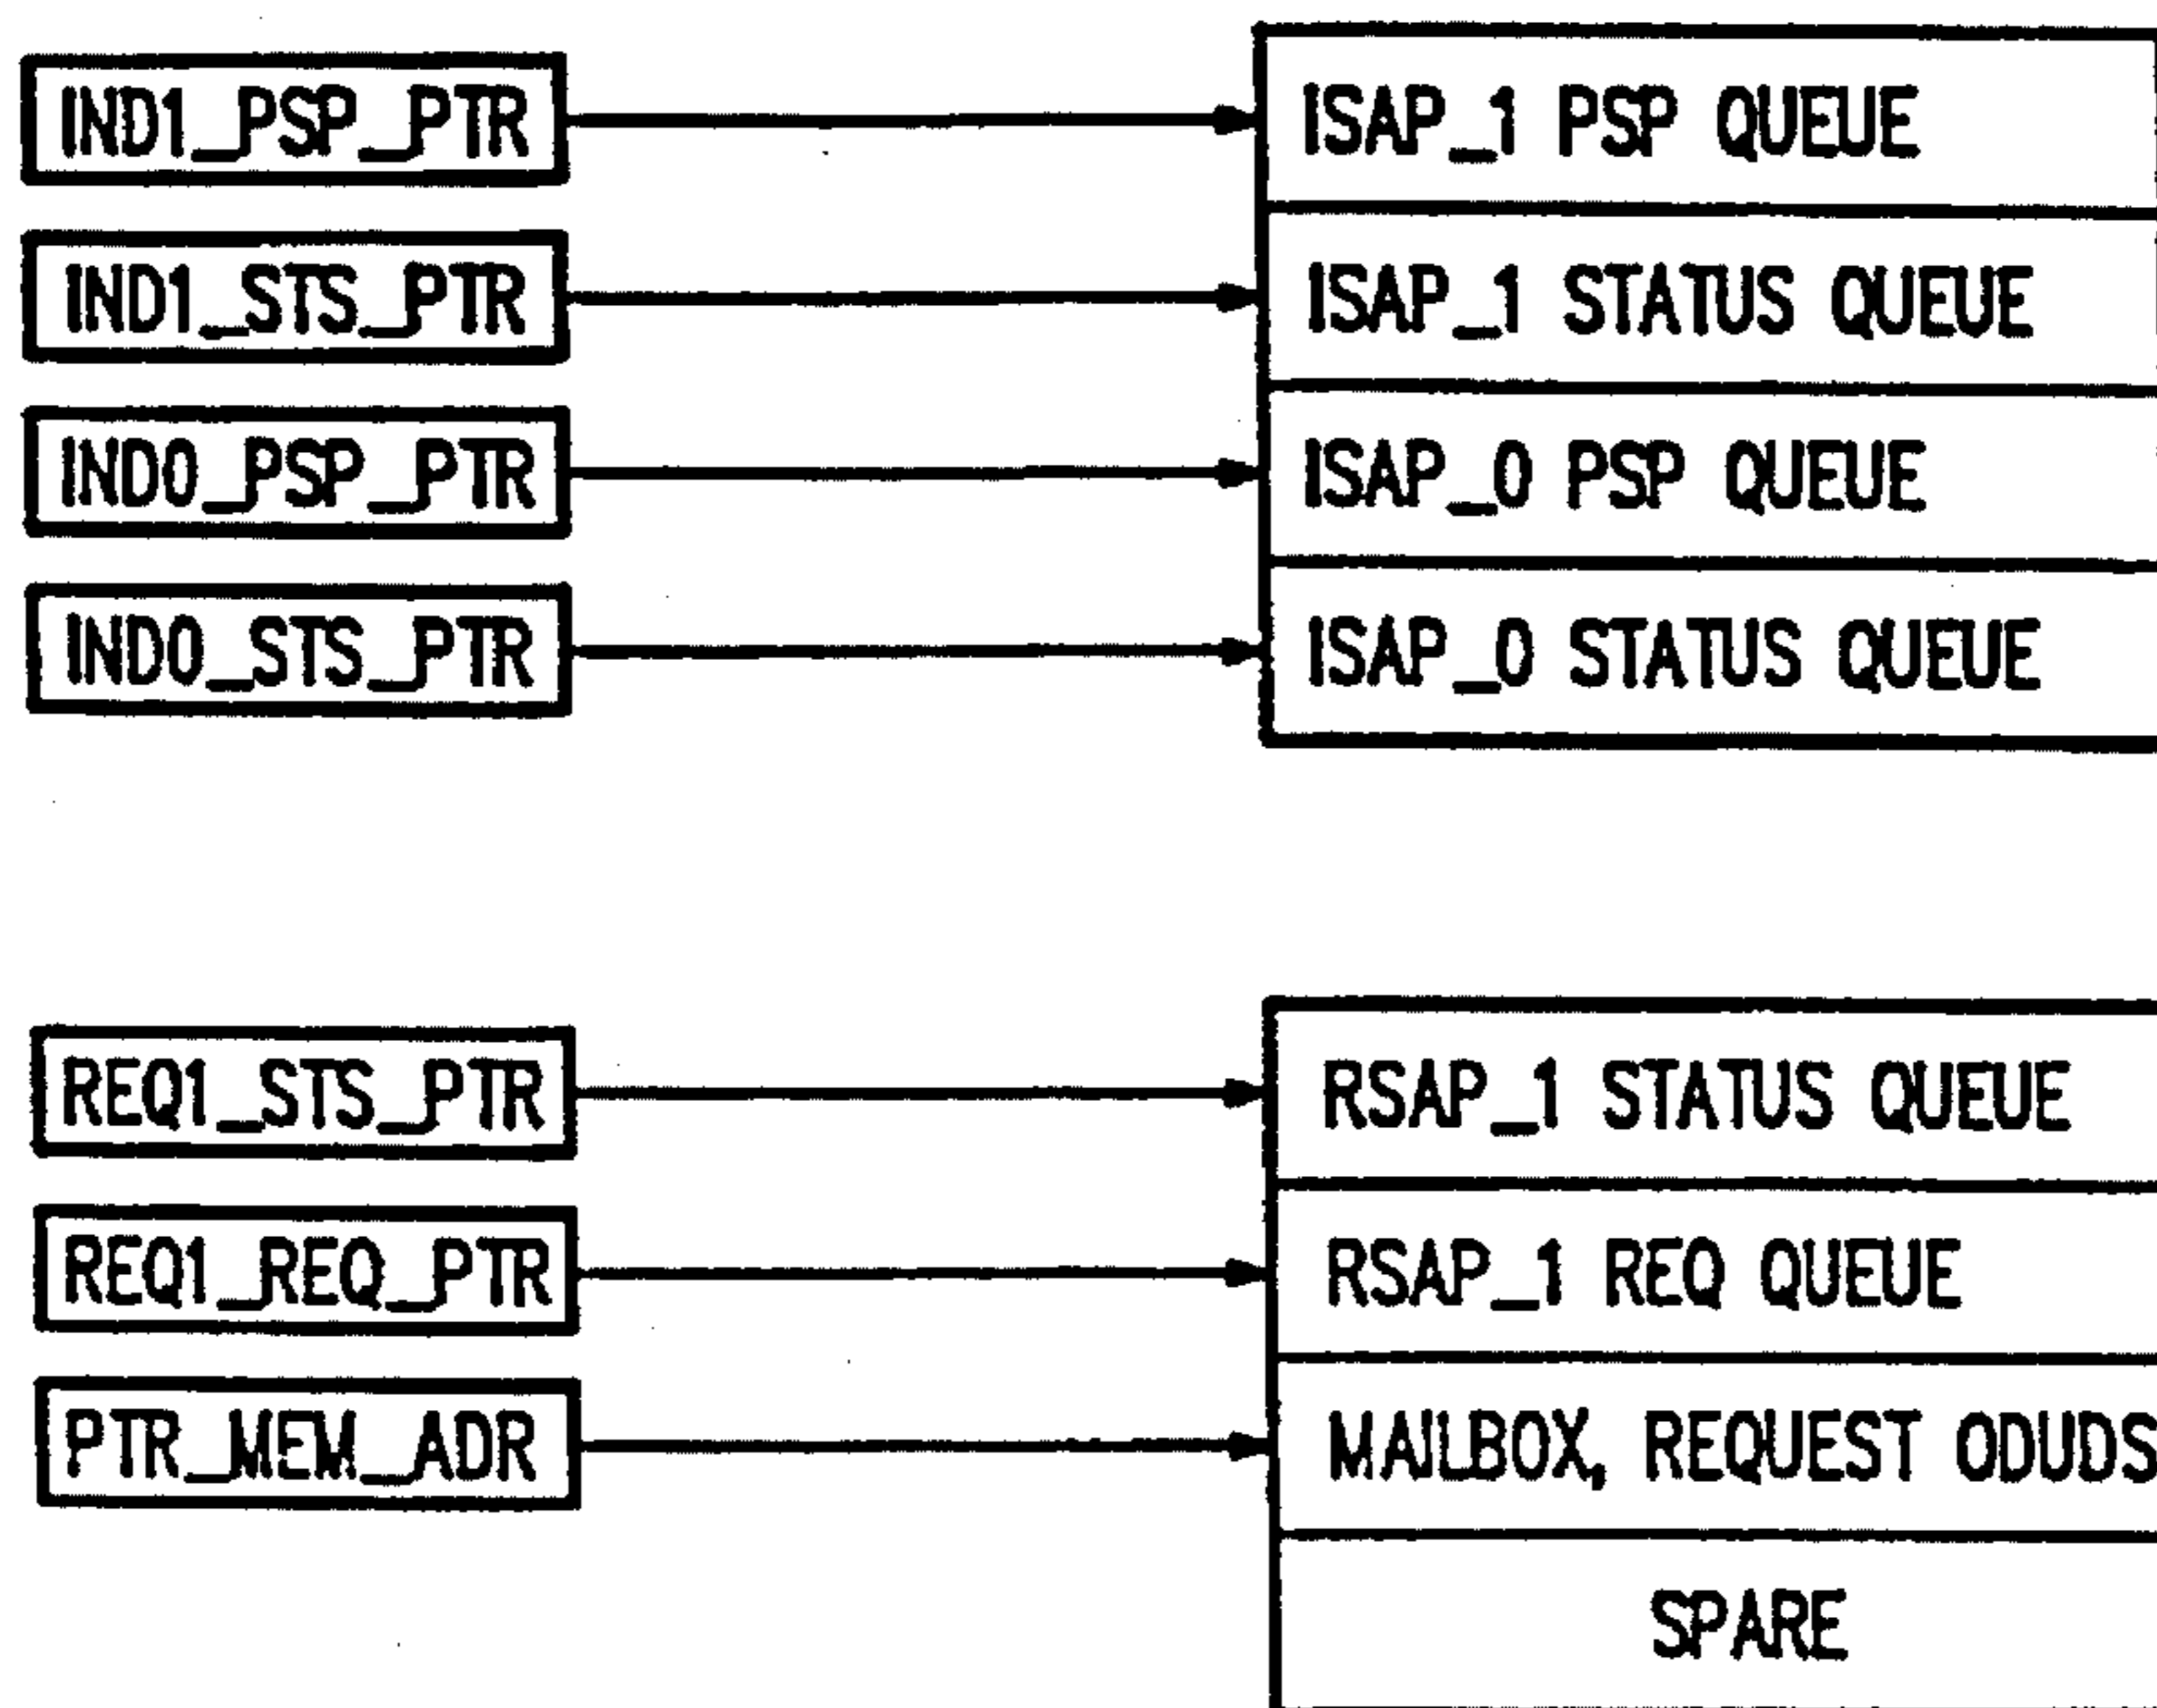 IND1_PSP_PTR ISAP_1 PSP QUEUE
IND1_STS_PTR ISAP_1 STATUS QUEUE
IND0_PSP_PTR ISAP_0 PSP QUEUE
IND0_STS_PTR ISAP_0 STATUS QUEUE
REQ1_STS_PTR RSAP_1 STATUS QUEUE
REQ1_REQ_PTR RSAP_1 REQ QUEUE
PTR_MEM_ADR MAILBOX, REQUEST ODUDS
SPARE